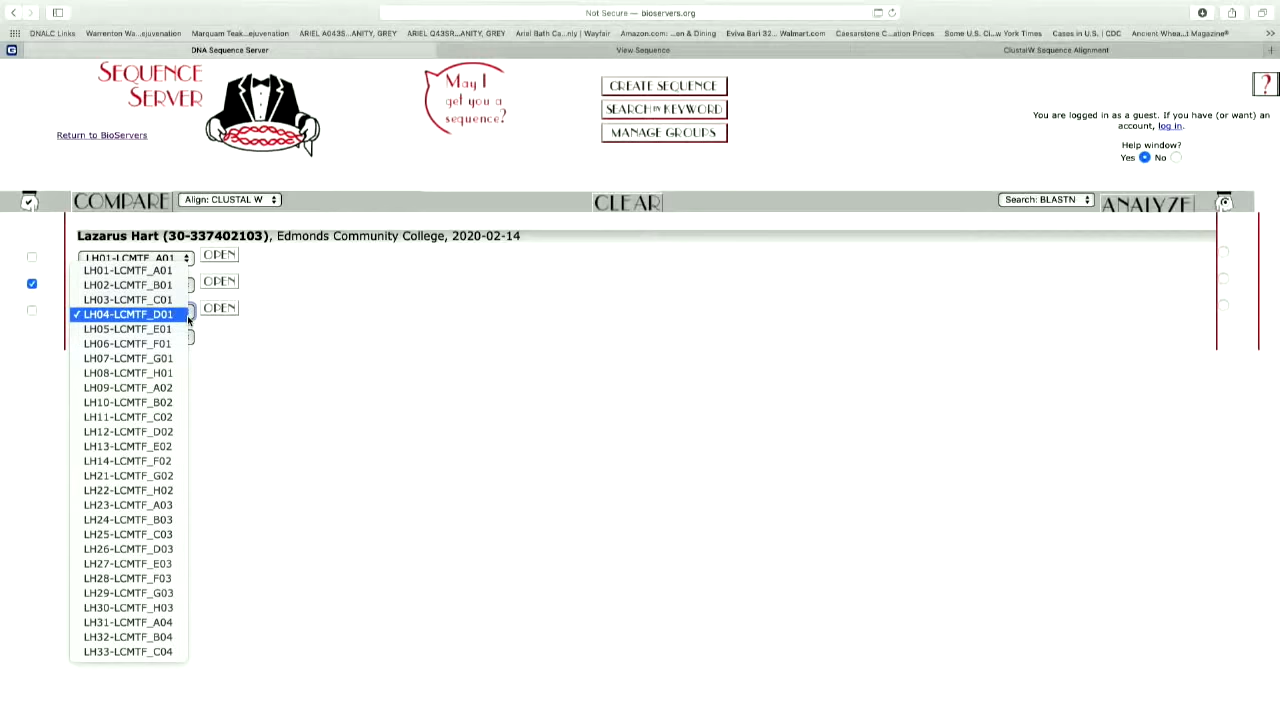 Not Secure — bioservers.org
DNALC Links
Warrenton Wa...ejuvenation
Marquam Teak...ejuvenation
ARIEL A043S...ANITY, GREY
ARIEL Q43SR...ANITY, GREY
Ariel Bath Ca...nly | Wayfair
Amazon.com: ...en & Dining
Eviva Bari 32... Walmart.com
Caesarstone C...ation Prices
Some U.S. Ci...w York Times
Cases in U.S. | CDC
Ancient Whea...t Magazine®
DNA Sequence Server
View Sequence
ClustalW Sequence Alignment
SEQUENCE
SERVER
Return to BioServers
May I
get you a
sequence?
CREATE SEQUENCE
SEARCH BY KEYWORD
MANAGE GROUPS
?
You are logged in as a guest. If you have (or want) an
account, log in.
Help window?
Yes No
COMPARE
Align: CLUSTAL W
CLEAR
Search: BLASTN
ANALYZE
Lazarus Hart (30-337402103), Edmonds Community College, 2020-02-14
LH01-LCMTF_A01 OPEN
OPEN
OPEN
LH01-LCMTF_A01
LH02-LCMTF_B01
LH03-LCMTF_C01
✓ LH04-LCMTF_D01
LH05-LCMTF_E01
LH06-LCMTF_F01
LH07-LCMTF_G01
LH08-LCMTF_H01
LH09-LCMTF_A02
LH10-LCMTF_B02
LH11-LCMTF_C02
LH12-LCMTF_D02
LH13-LCMTF_E02
LH14-LCMTF_F02
LH21-LCMTF_G02
LH22-LCMTF_H02
LH23-LCMTF_A03
LH24-LCMTF_B03
LH25-LCMTF_C03
LH26-LCMTF_D03
LH27-LCMTF_E03
LH28-LCMTF_F03
LH29-LCMTF_G03
LH30-LCMTF_H03
LH31-LCMTF_A04
LH32-LCMTF_B04
LH33-LCMTF_C04